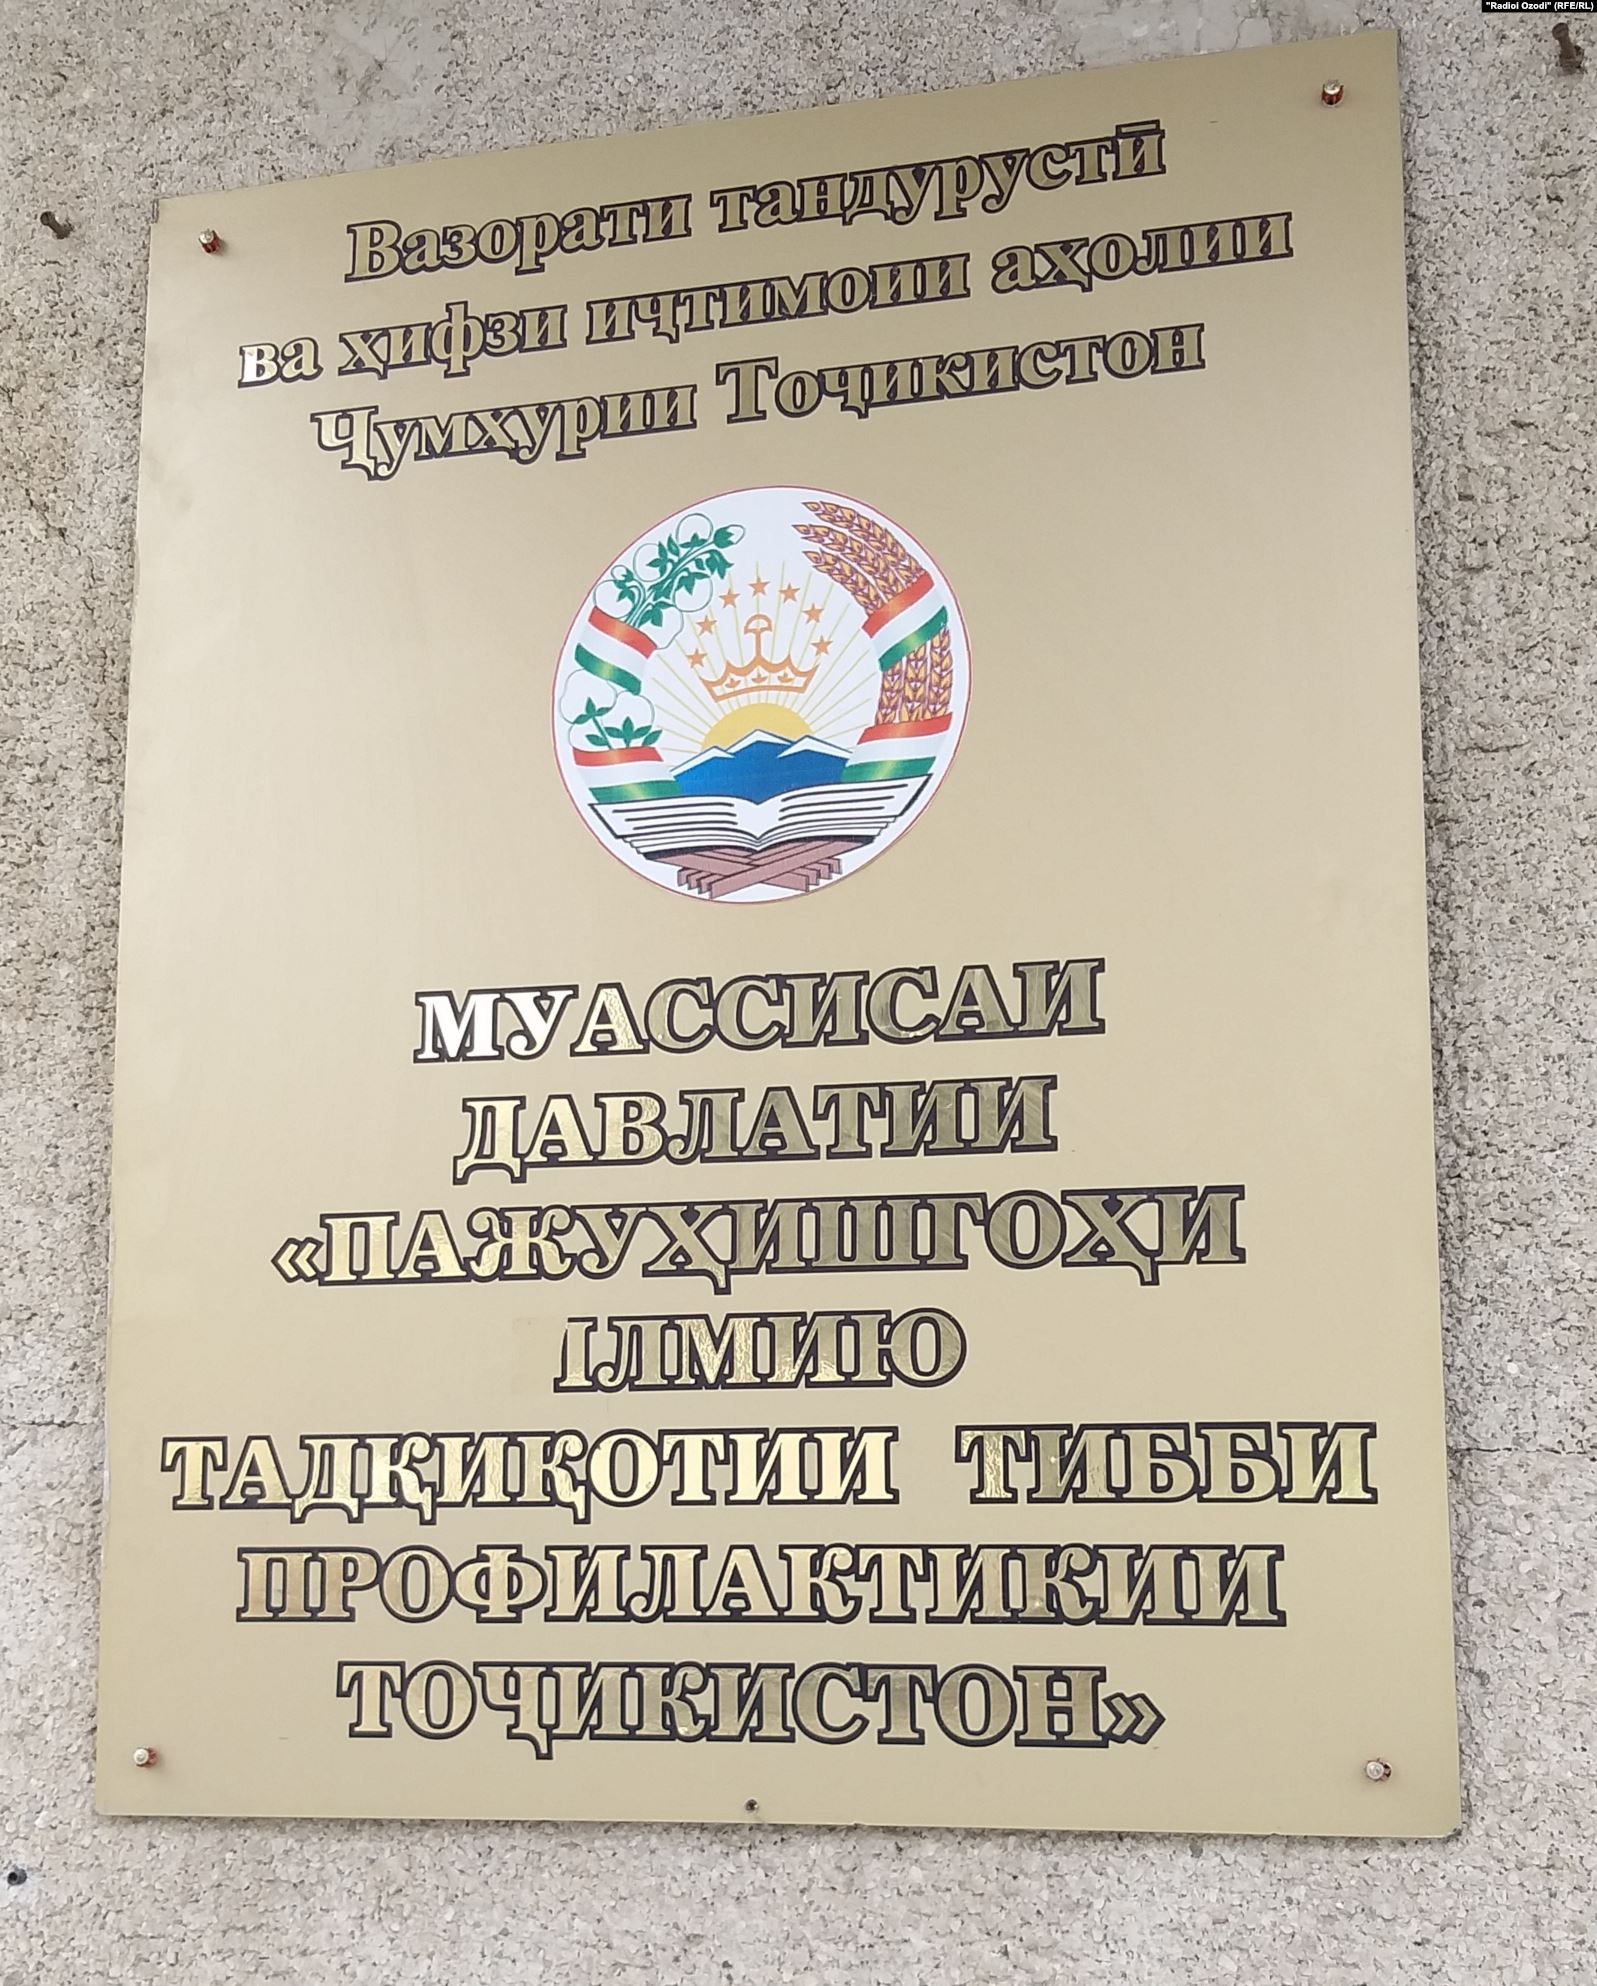 "Radioi Ozodi" (RFE/RL)
Вазорати тандурустӣ
ва ҳифзи иҷтимоии аҳолии
Ҷумҳурии Тоҷикистон
МУАССИСАИ
ДАВЛАТИИ
«ПАЖУҲИШГОҲИ
ИЛМИЮ
ТАДҚИҚОТИИ ТИББИ
ПРОФИЛАКТИКИИ
ТОҶИКИСТОН»